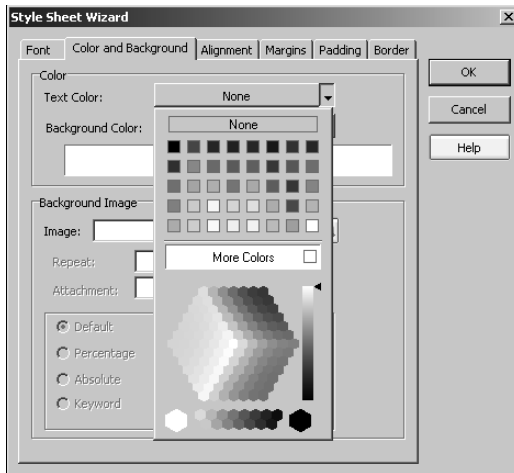 Style Sheet Wizard
Font Color and Background Alignment Margins Padding Border
Color
Text Color: None
None
Background Color:
More Colors
Background Image
Image:
Repeat:
Attachment:
Default
Percentage
Absolute
Keyword
OK
Cancel
Help